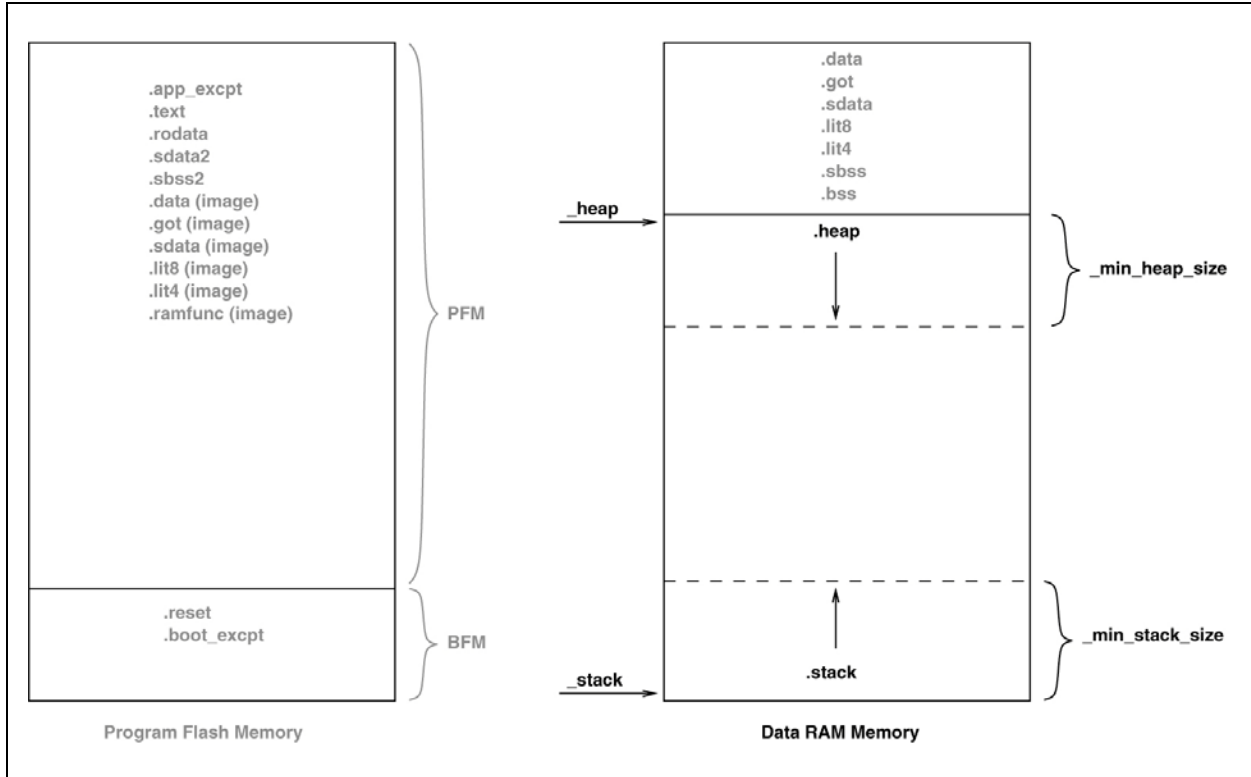 .app_excpt
.text
.rodata
.sdata2
.sbss2
.data (image)
.got (image)
.sdata (image)
.lit8 (image)
.lit4 (image)
.ramfunc (image)
PFM
.reset
.boot_excpt
BFM
Program Flash Memory
.data
.got
.sdata
.lit8
.lit4
.sbss
.bss
_heap
.heap
_min_heap_size
_min_stack_size
.stack
_stack
Data RAM Memory